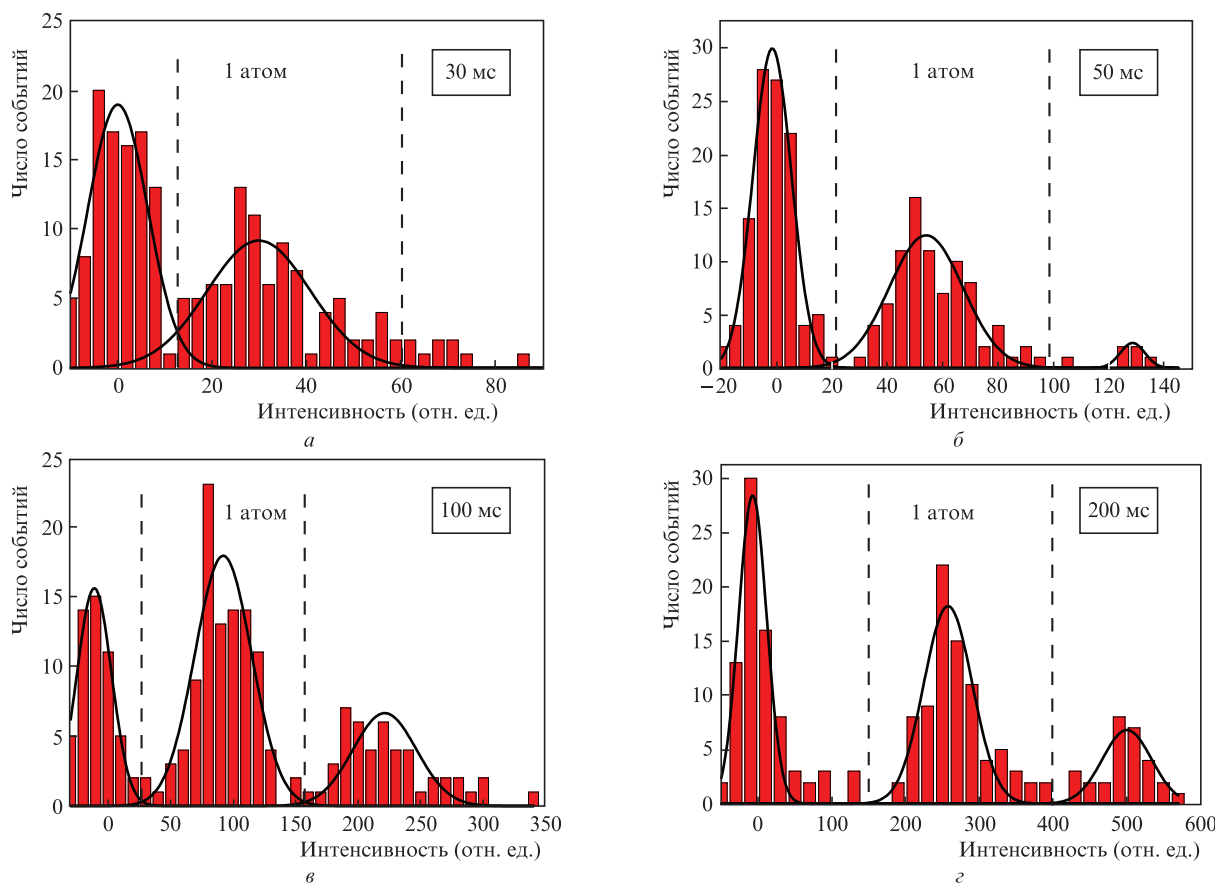 25
20
15
10
5
0
Число событий
1 атом
30 мс
0 20 40 60 80
Интенсивность (отн. ед.)
а
30
25
20
15
10
5
0
Число событий
1 атом
50 мс
−20 0 20 40 60 80 100 120 140
Интенсивность (отн. ед.)
б
25
20
15
10
5
0
Число событий
1 атом
100 мс
0 50 100 150 200 250 300 350
Интенсивность (отн. ед.)
в
30
25
20
15
10
5
0
Число событий
1 атом
200 мс
0 100 200 300 400 500 600
Интенсивность (отн. ед.)
г